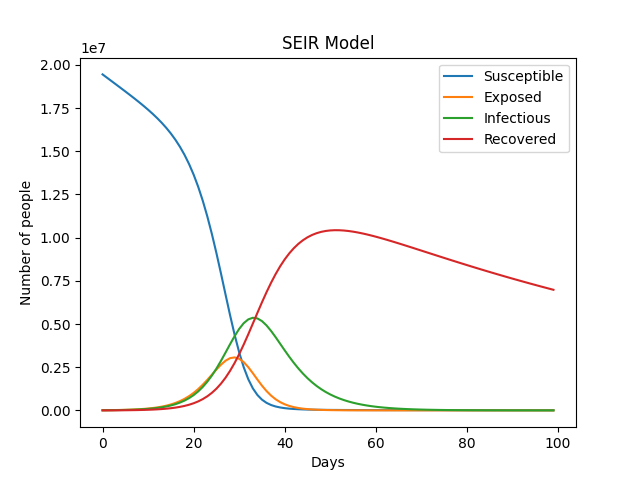 SEIR Model
1e7
2.00
1.75
1.50
1.25
1.00
0.75
0.50
0.25
0.00
Number of people
Susceptible
Exposed
Infectious
Recovered
0 20 40 60 80 100
Days